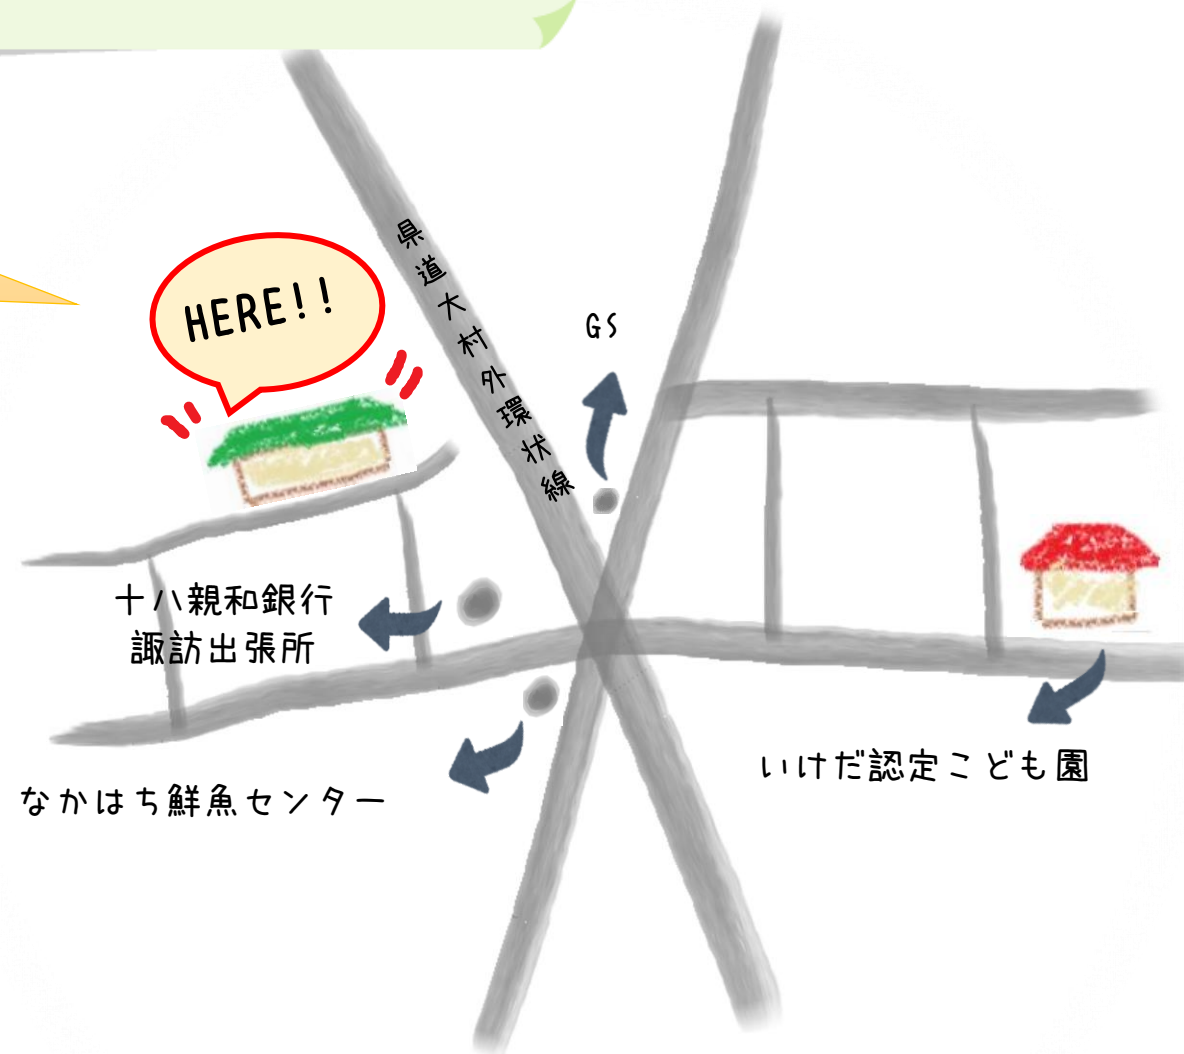 県道大村外環状線
HERE!!
GS
十八親和銀行
諏訪出張所
いけだ認定こども園
なかはち鮮魚センター